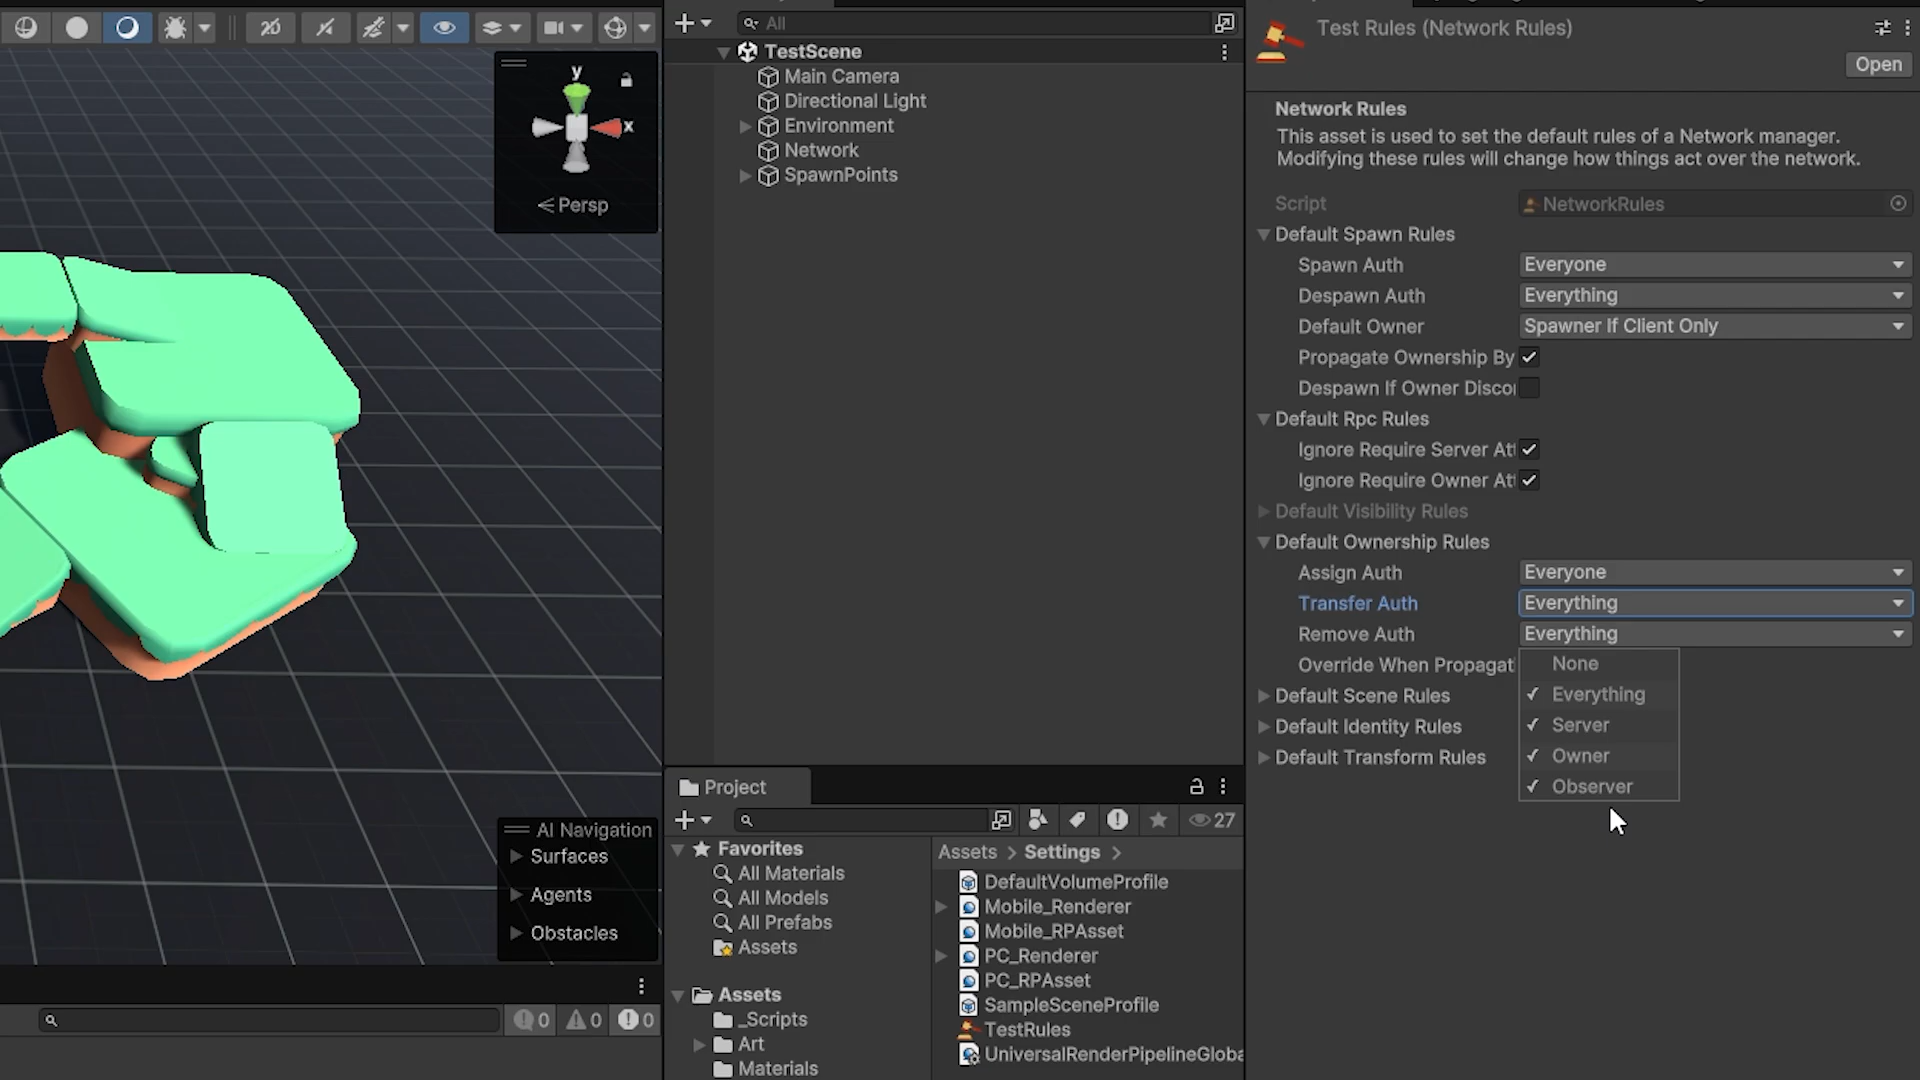 2D
y
x
Persp
AI Navigation
Surfaces
Agents
Obstacles
0
0
0
All
TestScene
Main Camera
Directional Light
Environment
Network
SpawnPoints
Project
27
Favorites
All Materials
All Models
All Prefabs
Assets
Assets
_Scripts
Art
Materials
Assets > Settings >
DefaultVolumeProfile
Mobile_Renderer
Mobile_RPAsset
PC_Renderer
PC_RPAsset
SampleSceneProfile
TestRules
UniversalRenderPipelineGloba
Test Rules (Network Rules)
Open
Network Rules
This asset is used to set the default rules of a Network manager.
Modifying these rules will change how things act over the network.
Script NetworkRules
Default Spawn Rules
Spawn Auth Everyone
Despawn Auth Everything
Default Owner Spawner If Client Only
Propagate Ownership By
Despawn If Owner Disco
Default Rpc Rules
Ignore Require Server Att
Ignore Require Owner Att
Default Visibility Rules
Default Ownership Rules
Assign Auth Everyone
Transfer Auth Everything
Remove Auth Everything
Override When Propagat
None
Default Scene Rules
Everything
Default Identity Rules
Server
Default Transform Rules
Owner
Observer